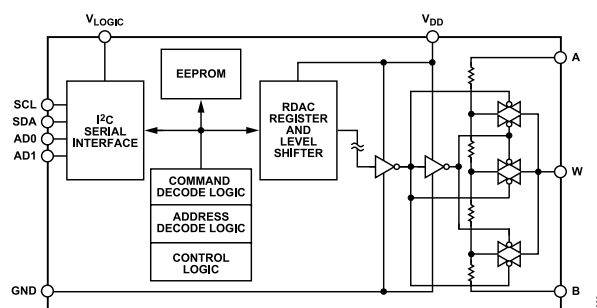 VLOGIC
VDD
A
SCL
SDA
AD0
AD1
I2C
SERIAL
INTERFACE
EEPROM
RDAC
REGISTER
AND
LEVEL
SHIFTER
W
COMMAND
DECODE LOGIC
ADDRESS
DECODE LOGIC
CONTROL
LOGIC
GND
B